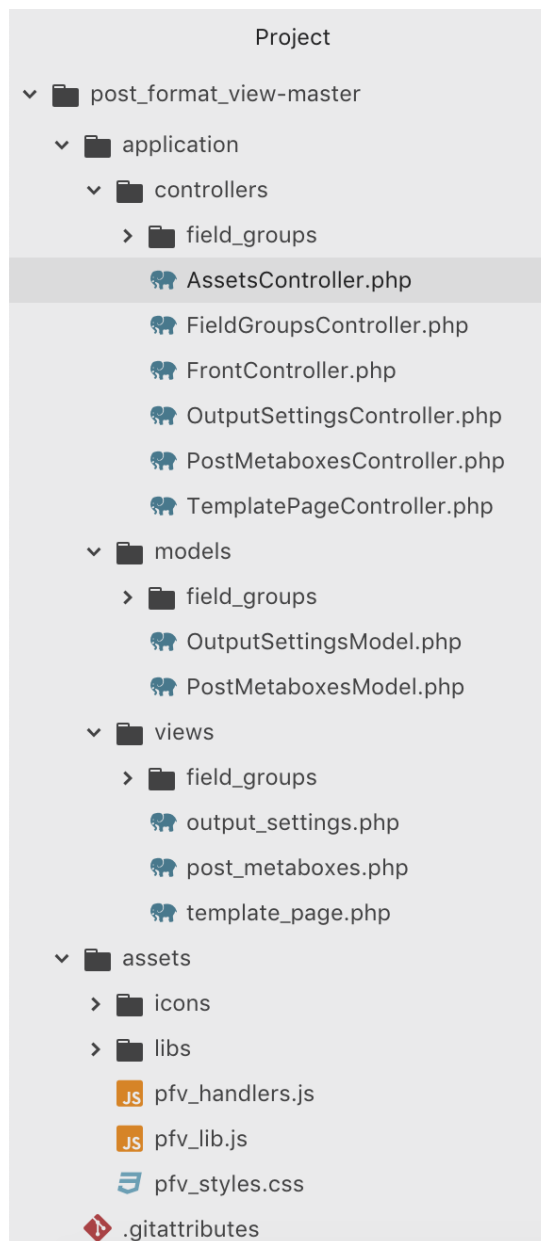 Project
post_format_view-master
application
controllers
field_groups
AssetsController.php
FieldGroupsController.php
FrontController.php
OutputSettingsController.php
PostMetaboxesController.php
TemplatePageController.php
models
field_groups
OutputSettingsModel.php
PostMetaboxesModel.php
views
field_groups
output_settings.php
post_metaboxes.php
template_page.php
assets
icons
libs
JS pfv_handlers.js
JS pfv_lib.js
pfv_styles.css
.gitattributes